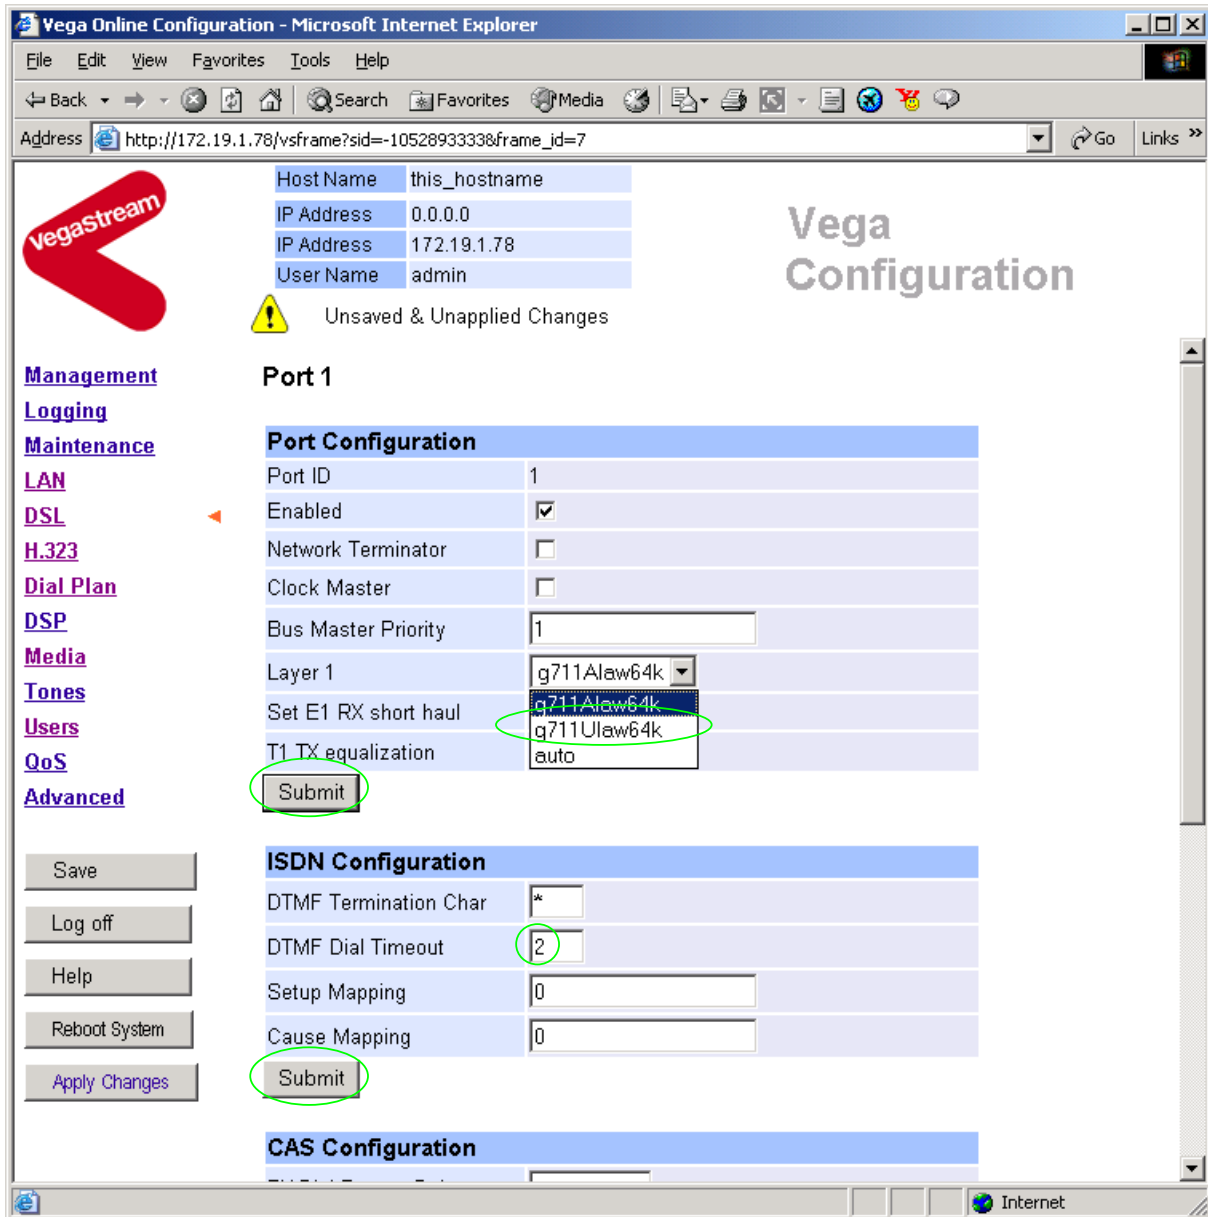 Vega Online Configuration - Microsoft Internet Explorer
File Edit View Favorites Tools Help
Back Search Favorites Media
Address http://172.19.1.78/vsframe?sid=-1052893333&frame_id=7 Go Links »
vegastream
Host Name this_hostname
IP Address 0.0.0.0
IP Address 172.19.1.78
User Name admin
Vega
Configuration
! Unsaved & Unapplied Changes
Management
Logging
Maintenance
LAN
DSL
H.323
Dial Plan
DSP
Media
Tones
Users
QoS
Advanced
Save
Log off
Help
Reboot System
Apply Changes
Port 1
Port Configuration
Port ID 1
Enabled
Network Terminator
Clock Master
Bus Master Priority 1
Layer 1 g711Alaw64k
g711Alaw64k
g711Ulaw64k
auto
Set E1 RX short haul
T1 TX equalization
Submit
ISDN Configuration
DTMF Termination Char *
DTMF Dial Timeout 2
Setup Mapping 0
Cause Mapping 0
Submit
CAS Configuration
Internet